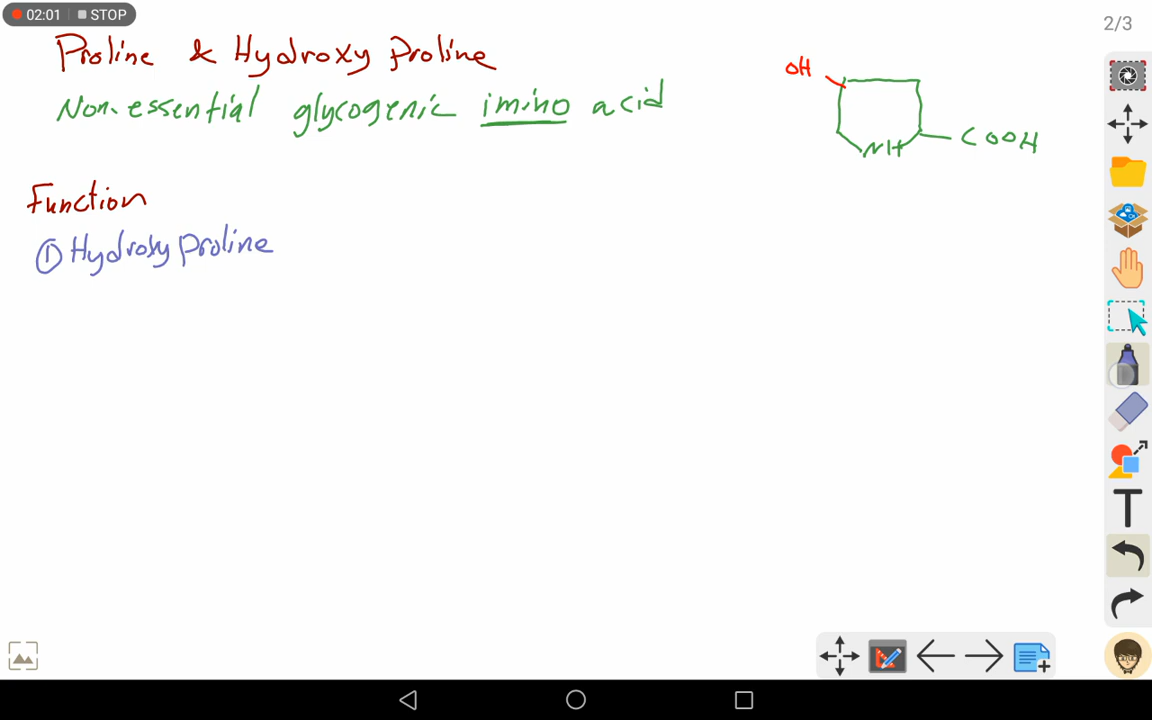 02:01 STOP
2/3
Proline & Hydroxy Proline
OH
Non-essential glycogenic imino acid
COOH
NH
Function
① Hydroxy Proline
T